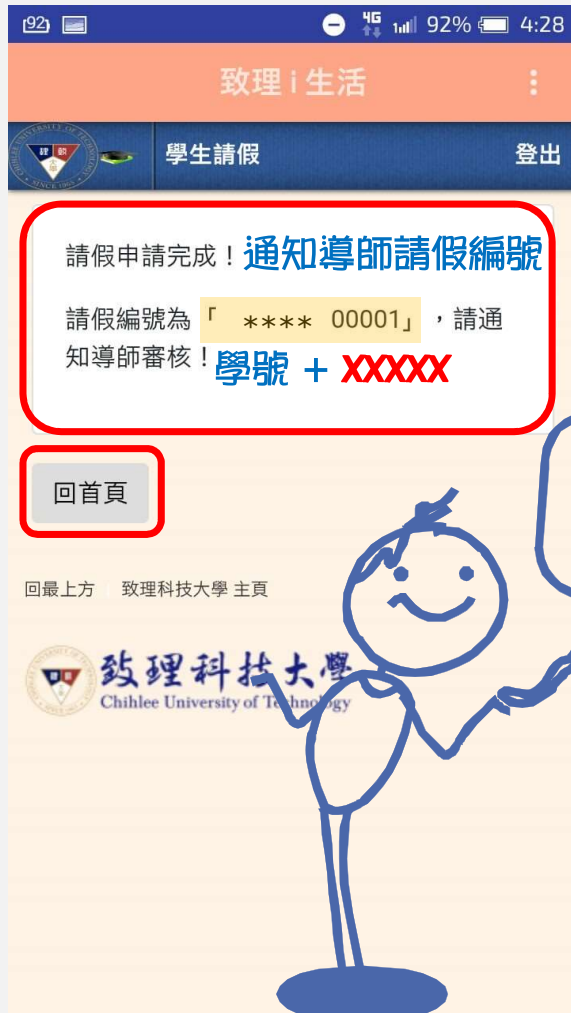 92
4G 92% 4:28
致理 i 生活
學生請假
登出
請假申請完成！通知導師請假編號
請假編號為「 **** 00001」，請通
知導師審核！
學號 + XXXXX
回首頁
回最上方 致理科技大學 主頁
致理科技大學
Chihlee University of Technology